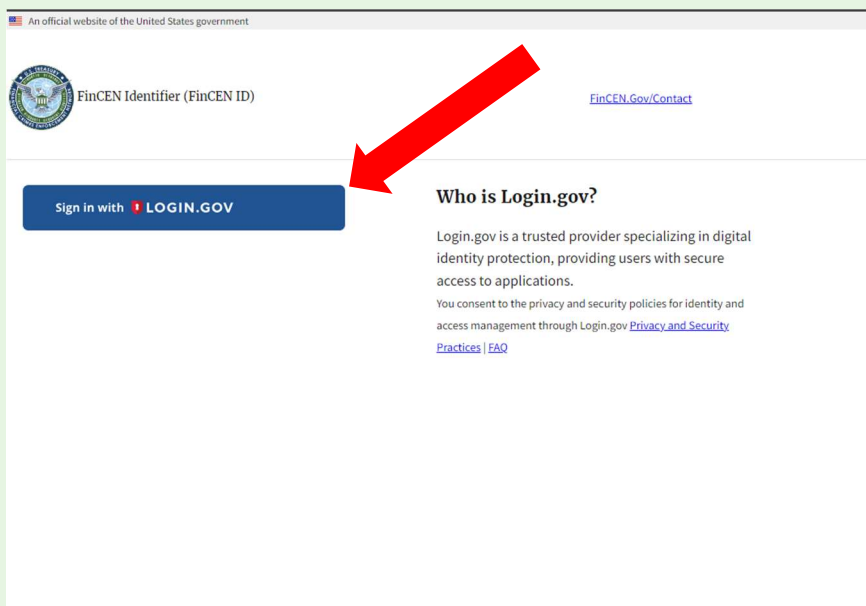 An official website of the United States government
FinCEN Identifier (FinCEN ID)
FinCEN.Gov/Contact
Sign in with LOGIN.GOV
Who is Login.gov?
Login.gov is a trusted provider specializing in digital
identity protection, providing users with secure
access to applications.
You consent to the privacy and security policies for identity and
access management through Login.gov Privacy and Security
Practices | FAQ